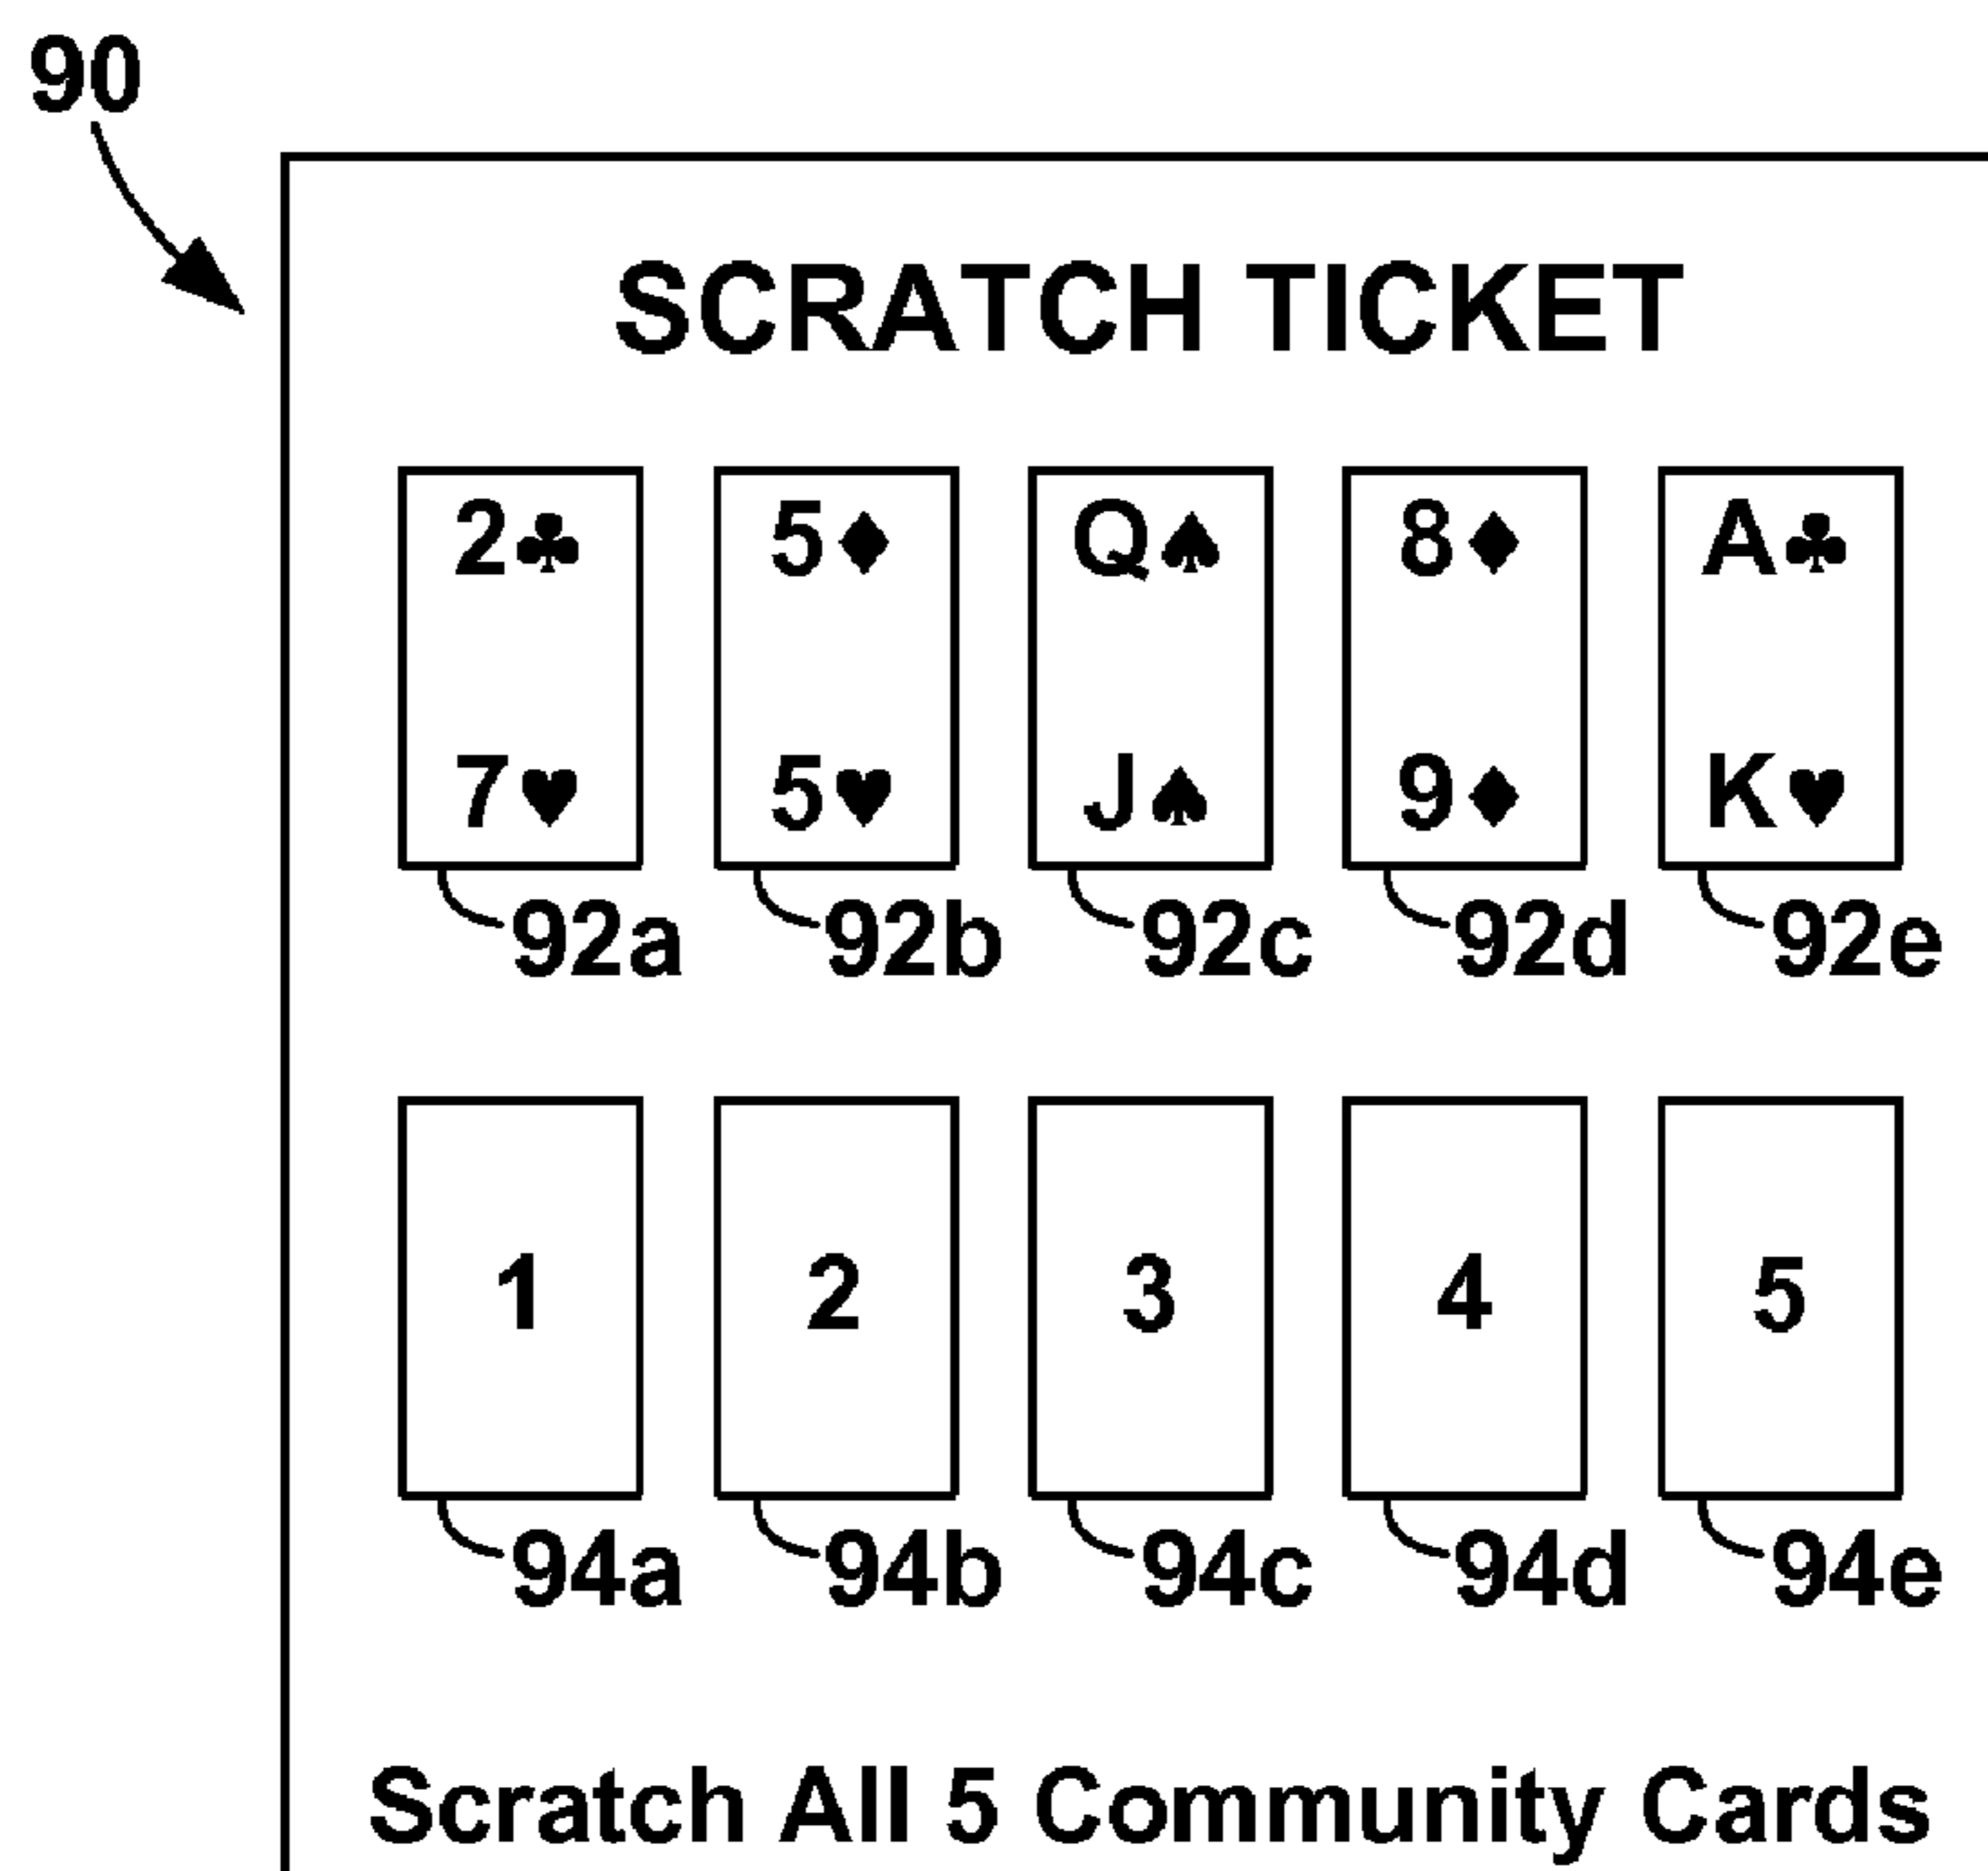 90
SCRATCH TICKET
2♣ 5♦ Q♠ 8♦ A♣
7♥ 5♥ J♠ 9♦ K♥
92a 92b 92c 92d 92e
1 2 3 4 5
94a 94b 94c 94d 94e
Scratch All 5 Community Cards